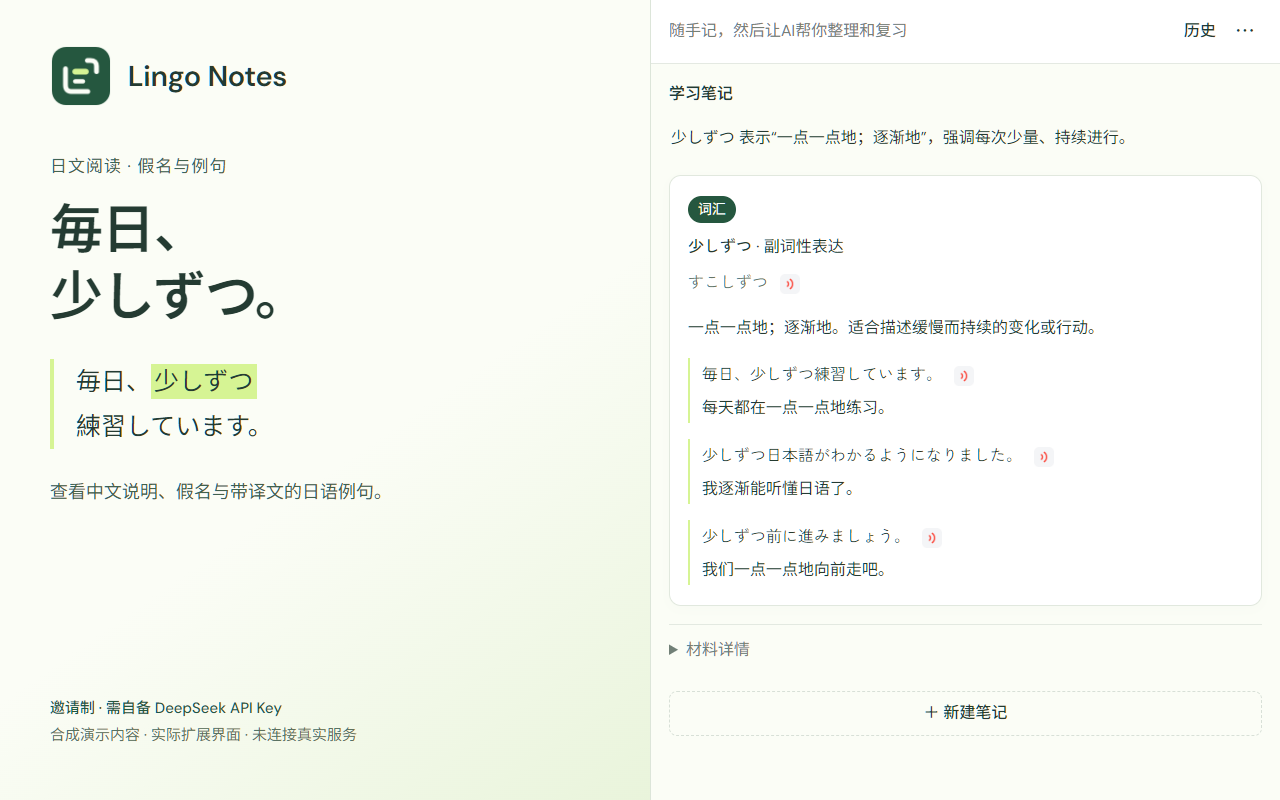 Lingo Notes
日文阅读 · 假名与例句
毎日、
少しずつ。
毎日、少しずつ
練習しています。
查看中文说明、假名与带译文的日语例句。
邀请制 · 需自备 DeepSeek API Key
合成演示内容 · 实际扩展界面 · 未连接真实服务
随手记，然后让AI帮你整理和复习
历史 ···
学习笔记
少しずつ 表示“一点一点地；逐渐地”，强调每次少量、持续进行。
词汇
少しずつ · 副词性表达
すこしずつ
一点一点地；逐渐地。适合描述缓慢而持续的变化或行动。
毎日、少しずつ練習しています。
每天都在一点一点地练习。
少しずつ日本語がわかるようになりました。
我逐渐能听懂日语了。
少しずつ前に進みましょう。
我们一点一点地向前走吧。
▶ 材料详情
＋ 新建笔记